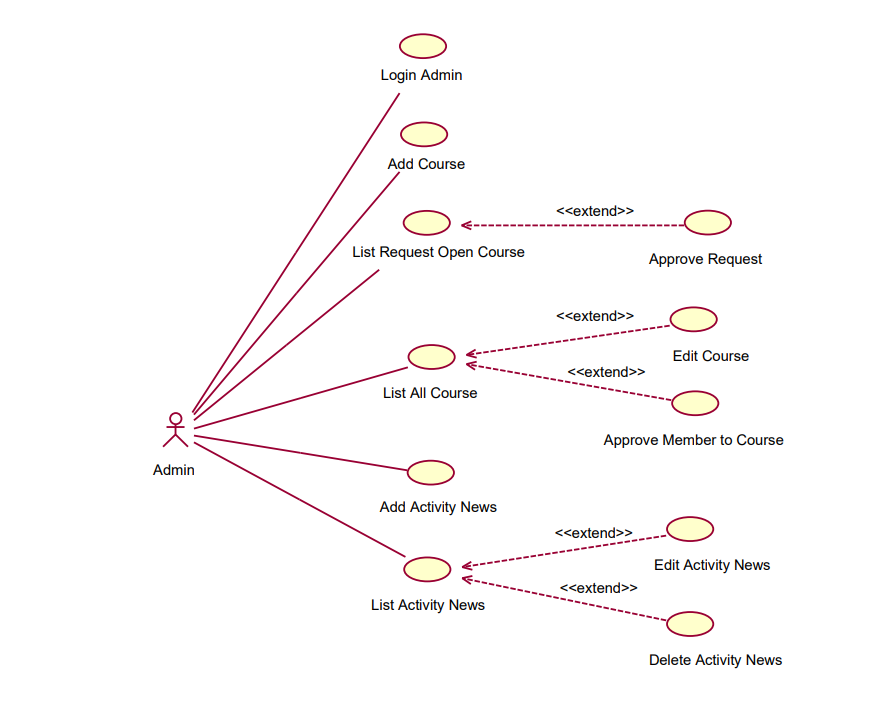 Login Admin
Add Course
<<extend>>
List Request Open Course
Approve Request
<<extend>>
Edit Course
<<extend>>
List All Course
Approve Member to Course
Admin
Add Activity News
<<extend>>
Edit Activity News
<<extend>>
List Activity News
Delete Activity News